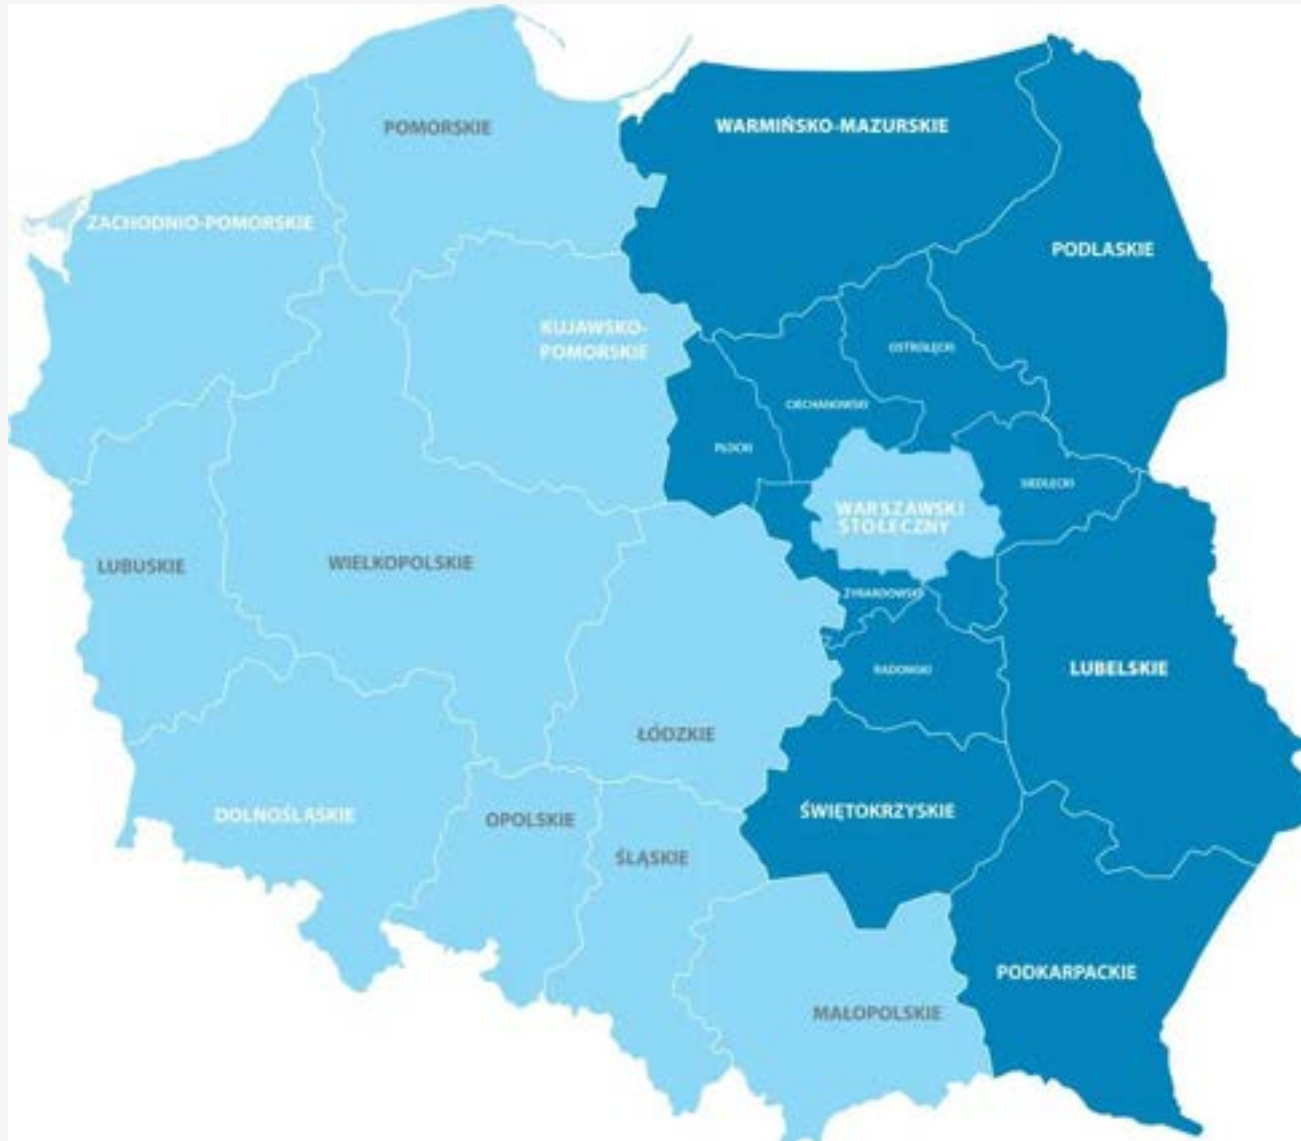 POMORSKIE
WARMIŃSKO-MAZURSKIE
ZACHODNIO-POMORSKIE
PODLASKIE
KUJAWSKO-
POMORSKIE
OSTROŁĘCKI
CIECHANOWSKI
PŁOCKI
SIEDLECKI
WARSZAWSKI
STOŁECZNY
LUBUSKIE
WIELKOPOLSKIE
ŻYRARDOWSKI
RADOMSKI
LUBELSKIE
ŁÓDZKIE
DOLNOŚLĄSKIE
OPOLSKIE
ŚWIĘTOKRZYSKIE
ŚLĄSKIE
PODKARPACKIE
MAŁOPOLSKIE